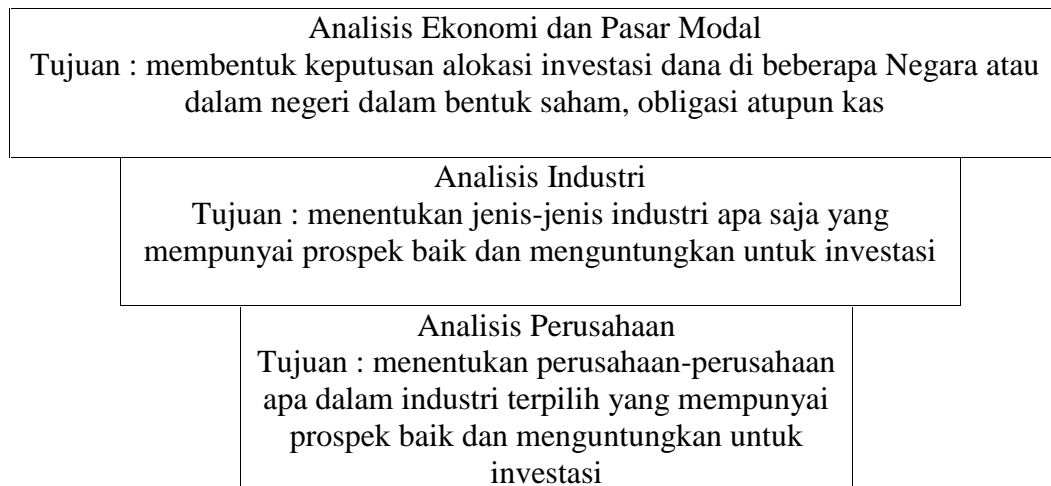 Analisis Ekonomi dan Pasar Modal
Tujuan : membentuk keputusan alokasi investasi dana di beberapa Negara atau
dalam negeri dalam bentuk saham, obligasi atupun kas
Analisis Industri
Tujuan : menentukan jenis-jenis industri apa saja yang
mempunyai prospek baik dan menguntungkan untuk investasi
Analisis Perusahaan
Tujuan : menentukan perusahaan-perusahaan
apa dalam industri terpilih yang mempunyai
prospek baik dan menguntungkan untuk
investasi